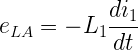 e_{LA} = -L_1 \frac{di_1}{dt}